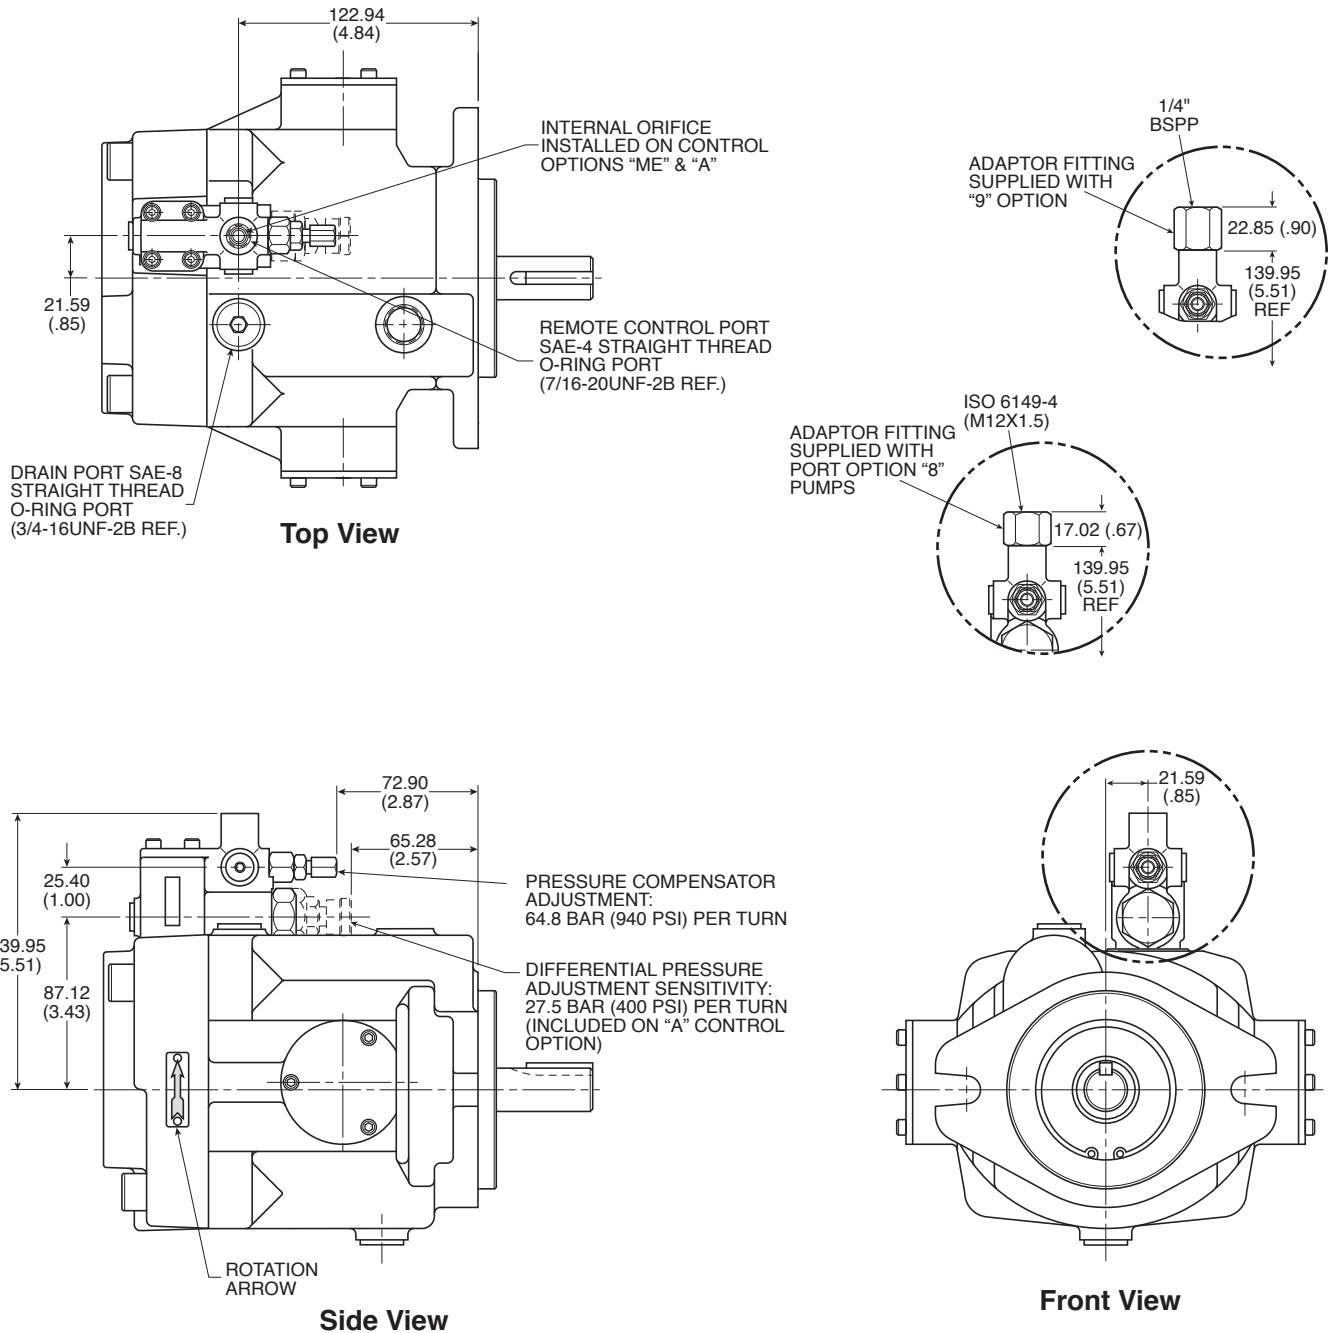 122.94
(4.84)
INTERNAL ORIFICE
INSTALLED ON CONTROL
OPTIONS “ME” & “A”
21.59
(.85)
REMOTE CONTROL PORT
SAE-4 STRAIGHT THREAD
O-RING PORT
(7/16-20UNF-2B REF.)
DRAIN PORT SAE-8
STRAIGHT THREAD
O-RING PORT
(3/4-16UNF-2B REF.)
Top View
1/4"
BSPP
ADAPTOR FITTING
SUPPLIED WITH
“9” OPTION
22.85 (.90)
139.95
(5.51)
REF
ISO 6149-4
(M12X1.5)
ADAPTOR FITTING
SUPPLIED WITH
PORT OPTION “8”
PUMPS
17.02 (.67)
139.95
(5.51)
REF
72.90
(2.87)
65.28
(2.57)
25.40
(1.00)
39.95
5.51)
87.12
(3.43)
PRESSURE COMPENSATOR
ADJUSTMENT:
64.8 BAR (940 PSI) PER TURN
DIFFERENTIAL PRESSURE
ADJUSTMENT SENSITIVITY:
27.5 BAR (400 PSI) PER TURN
(INCLUDED ON “A” CONTROL
OPTION)
ROTATION
ARROW
Side View
21.59
(.85)
Front View